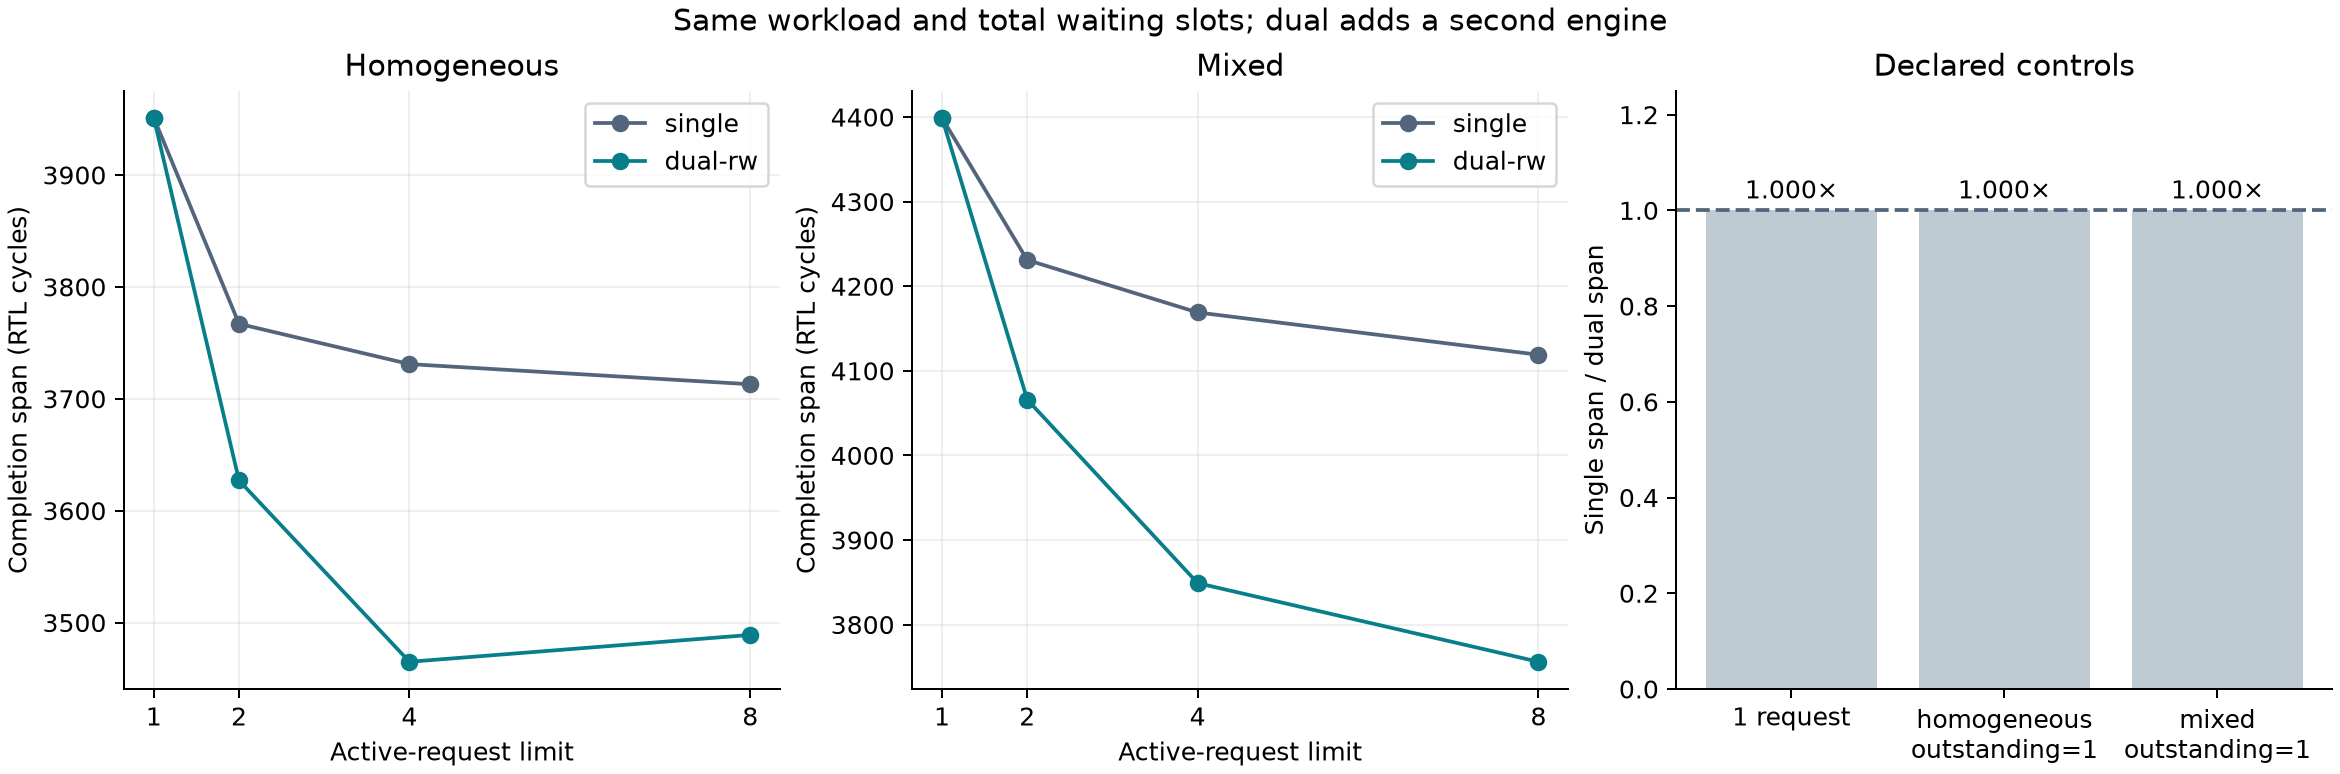 Same workload and total waiting slots; dual adds a second engine
Homogeneous
Completion span (RTL cycles)
3900
3800
3700
3600
3500
single
dual-rw
1
2
4
8
Active-request limit
Mixed
Completion span (RTL cycles)
4400
4300
4200
4100
4000
3900
3800
single
dual-rw
1
2
4
8
Active-request limit
Declared controls
Single span / dual span
1.2
1.0
0.8
0.6
0.4
0.2
0.0
1.000×
1.000×
1.000×
1 request
homogeneous
outstanding=1
mixed
outstanding=1